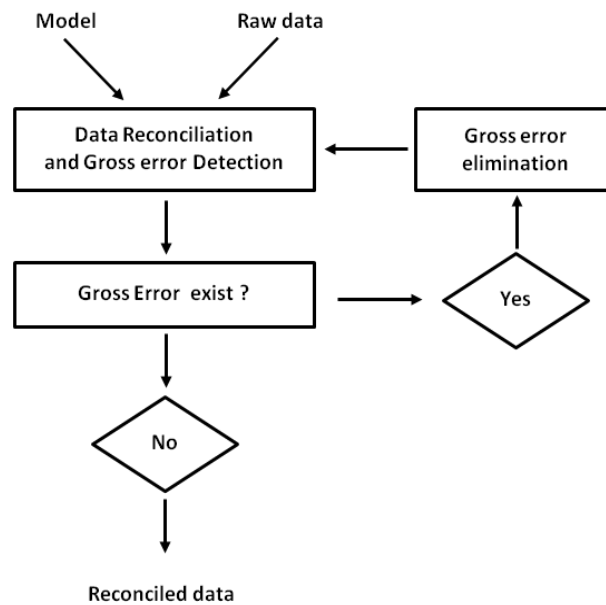 Model
Raw data
Data Reconciliation
and Gross error Detection
Gross error
elimination
Gross Error exist ?
Yes
No
Reconciled data